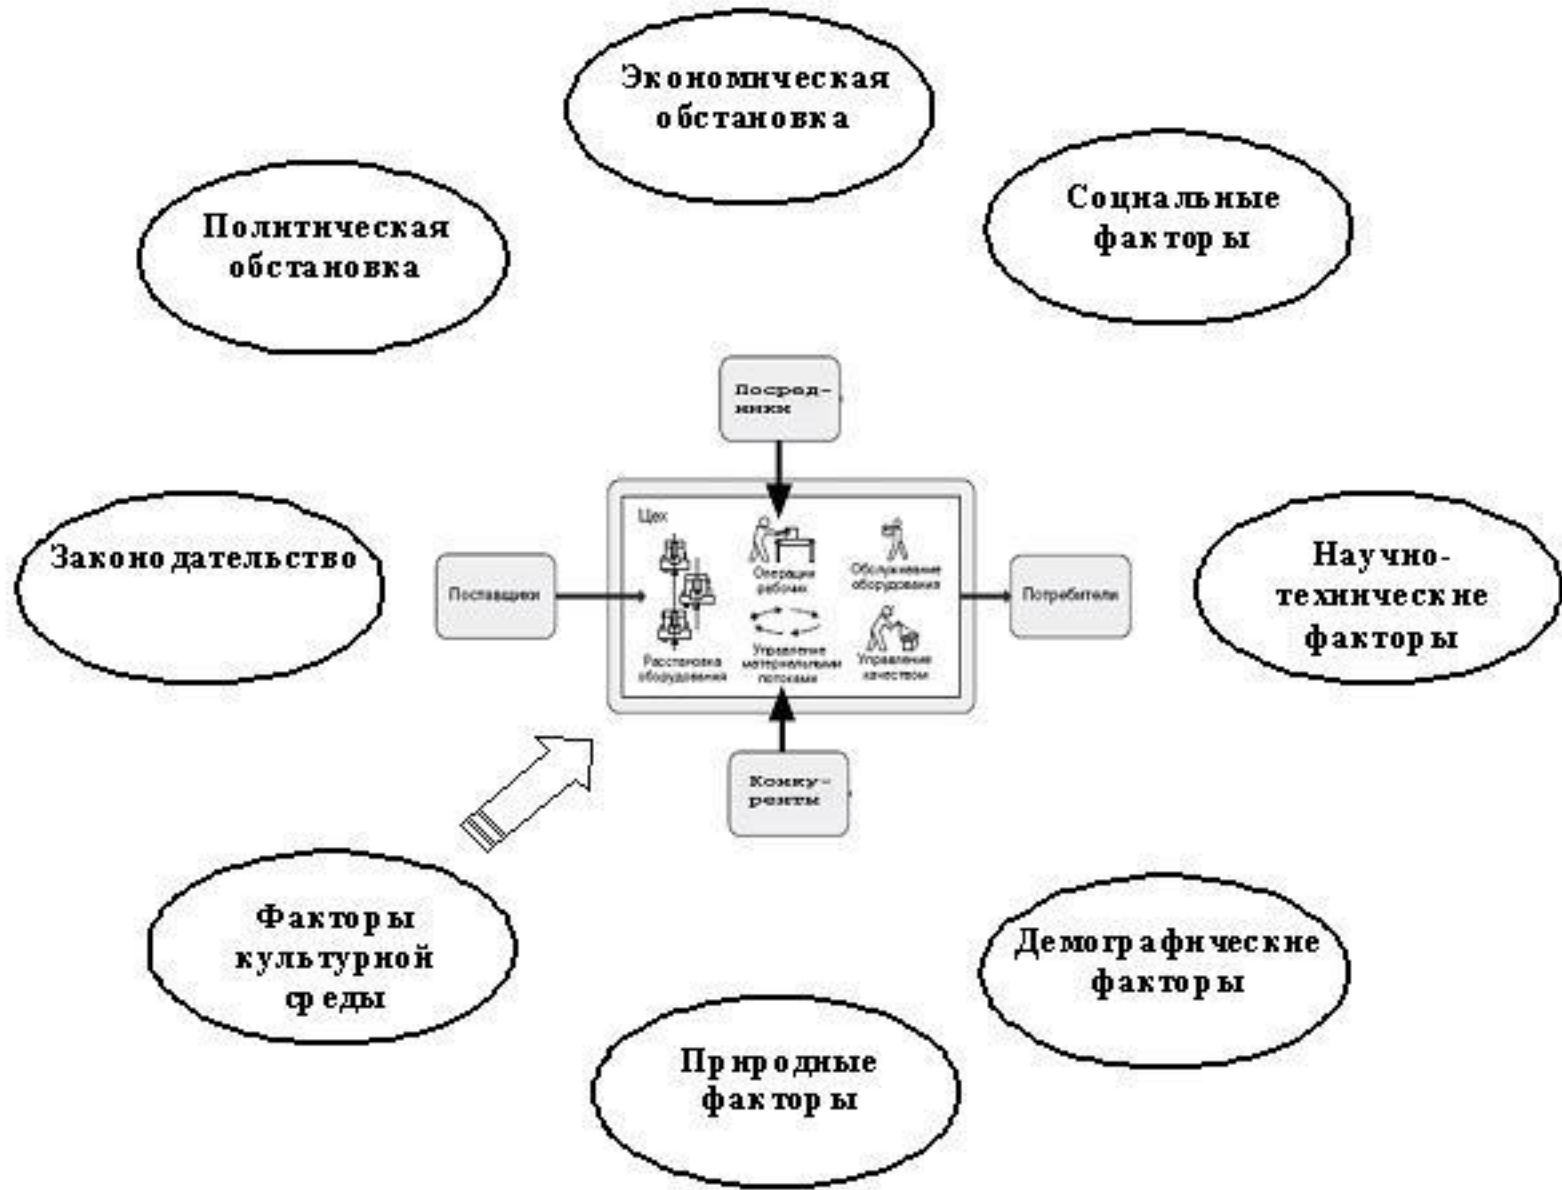 Экономическая
обстановка
Социальные
факторы
Политическая
обстановка
Посред-
ники
Законодательство
Поставщики
Цех
Операции
рабочих
Обслуживание
оборудования
Расстановка
оборудования
Управление
материальными
потоками
Управление
качеством
Потребители
Научно-
технические
факторы
Конку-
ренты
Факторы
культурной
среды
Демографические
факторы
Природные
факторы